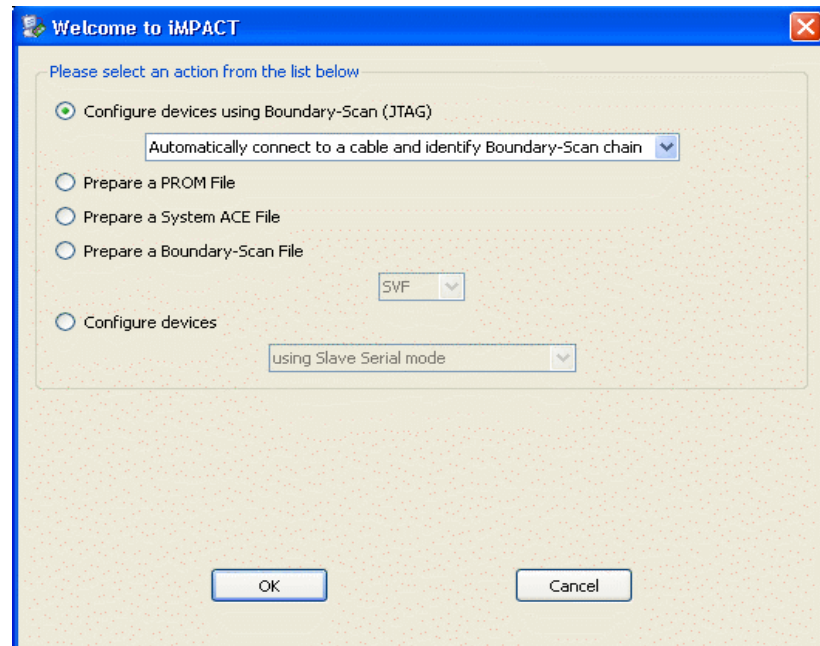 Welcome to iMPACT
Please select an action from the list below
Configure devices using Boundary-Scan (JTAG)
Automatically connect to a cable and identify Boundary-Scan chain
Prepare a PROM File
Prepare a System ACE File
Prepare a Boundary-Scan File
SVF
Configure devices
using Slave Serial mode
OK Cancel